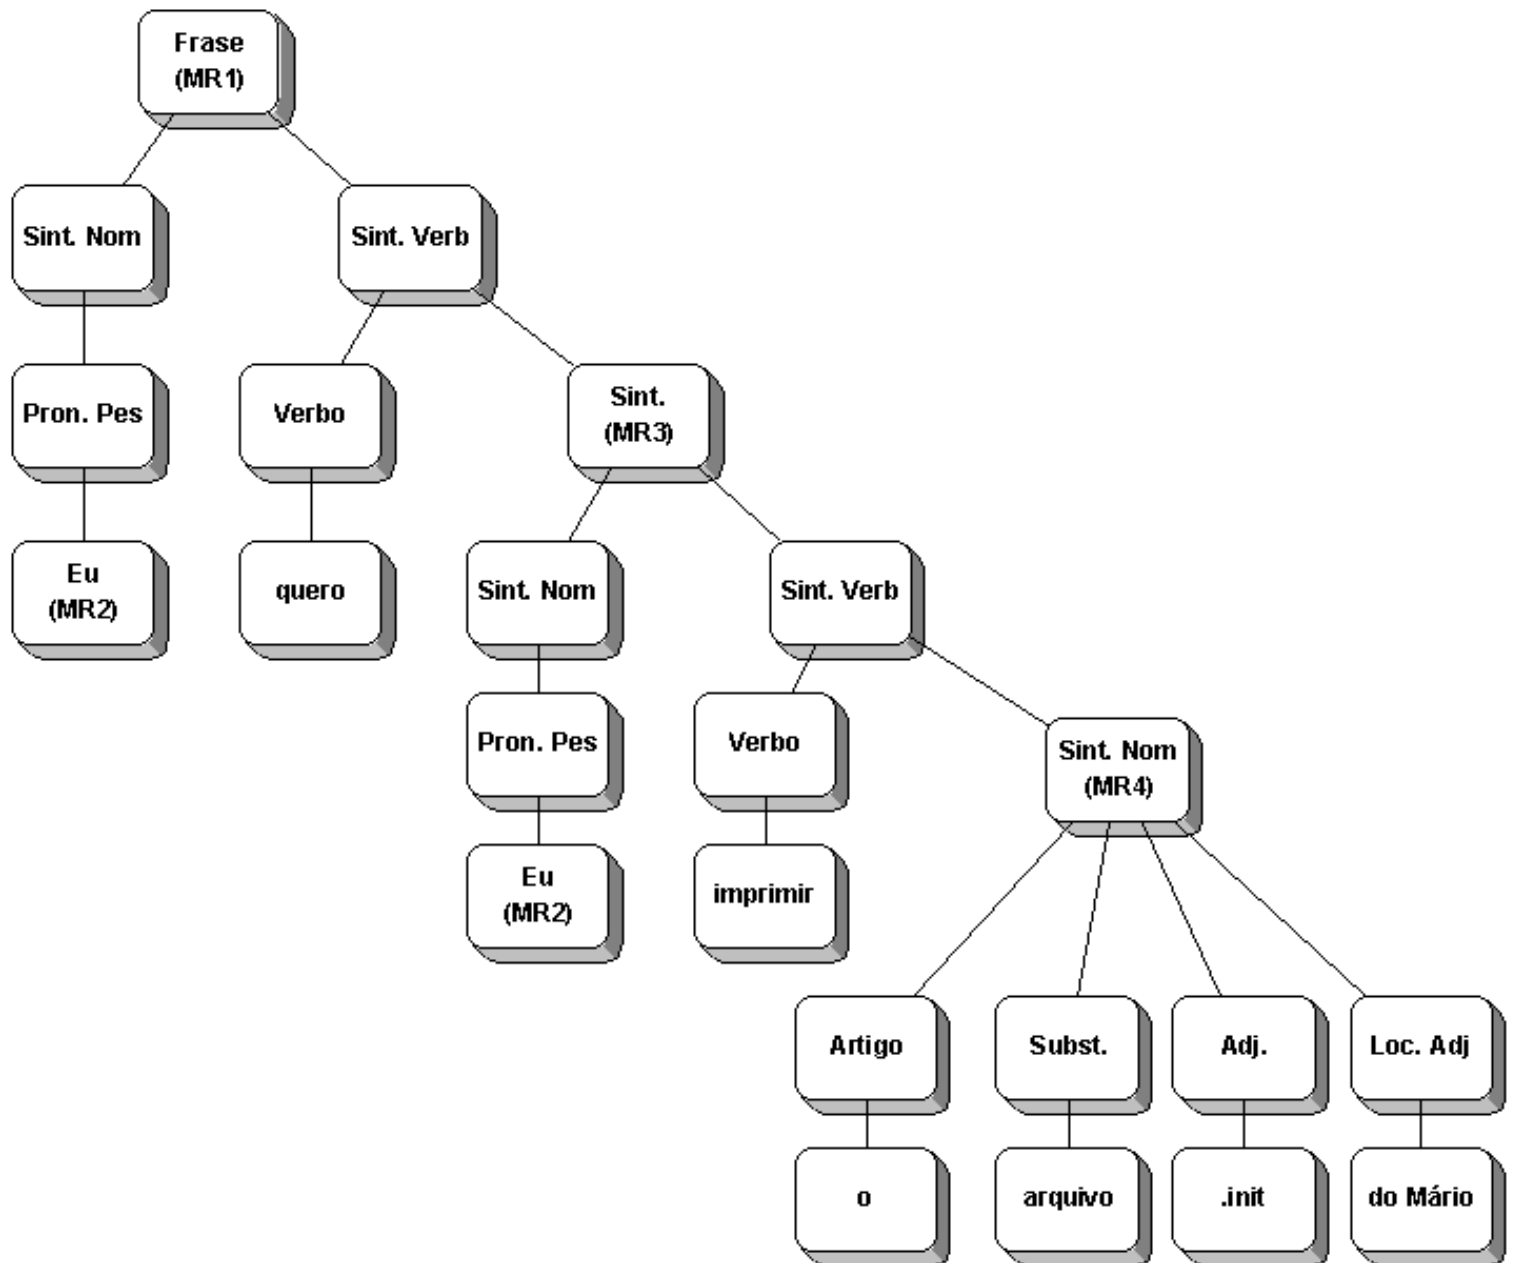 Frase
(MR1)
Sint. Nom
Sint. Verb
Pron. Pes
Verbo
Sint.
(MR3)
Eu
(MR2)
quero
Sint. Nom
Sint. Verb
Pron. Pes
Verbo
Sint. Nom
(MR4)
Eu
(MR2)
imprimir
Artigo
Subst.
Adj.
Loc. Adj
o
arquivo
.init
do Mário